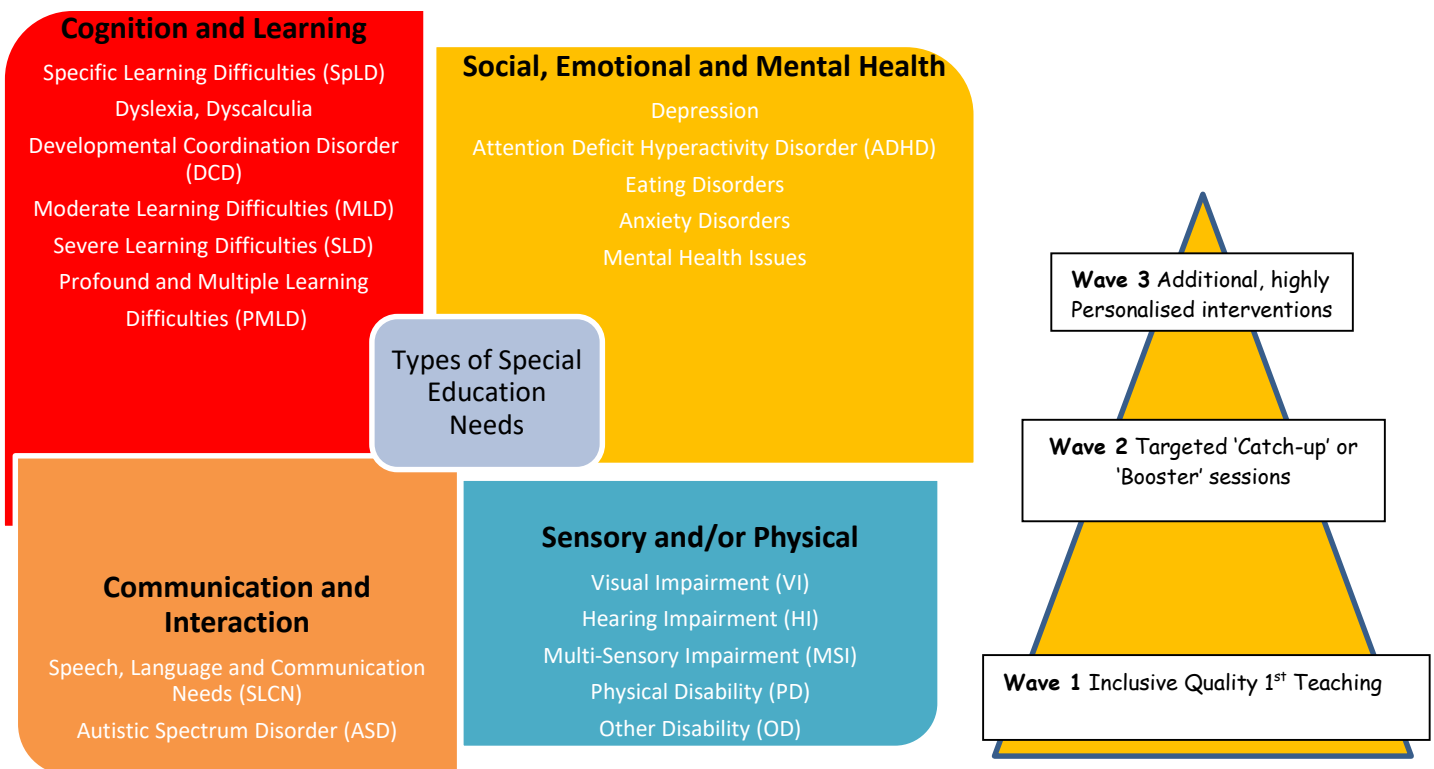 Cognition and Learning
Specific Learning Difficulties (SpLD)
Dyslexia, Dyscalculia
Developmental Coordination Disorder
(DCD)
Moderate Learning Difficulties (MLD)
Severe Learning Difficulties (SLD)
Profound and Multiple Learning
Difficulties (PMLD)
Social, Emotional and Mental Health
Depression
Attention Deficit Hyperactivity Disorder (ADHD)
Eating Disorders
Anxiety Disorders
Mental Health Issues
Types of Special
Education
Needs
Communication and
Interaction
Speech, Language and Communication
Needs (SLCN)
Autistic Spectrum Disorder (ASD)
Sensory and/or Physical
Visual Impairment (VI)
Hearing Impairment (HI)
Multi-Sensory Impairment (MSI)
Physical Disability (PD)
Other Disability (OD)
Wave 3 Additional, highly
Personalised interventions
Wave 2 Targeted ‘Catch-up’ or
‘Booster’ sessions
Wave 1 Inclusive Quality 1st Teaching